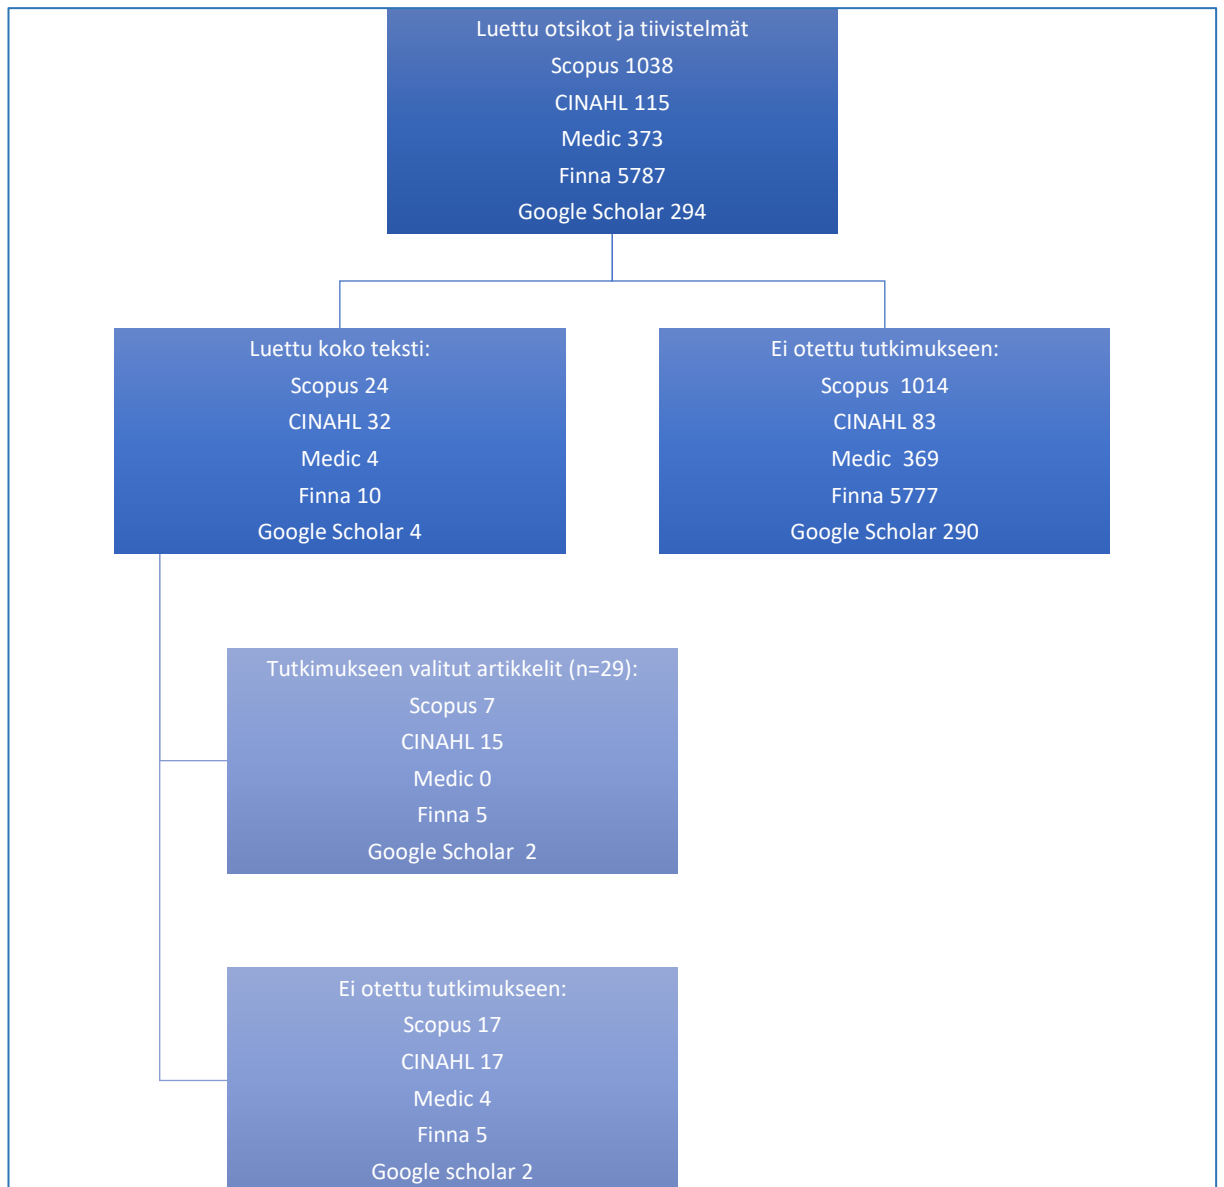 Luettu otsikot ja tiivistelmät
Scopus 1038
CINAHL 115
Medic 373
Finna 5787
Google Scholar 294
Luettu koko teksti:
Scopus 24
CINAHL 32
Medic 4
Finna 10
Google Scholar 4
Ei otettu tutkimukseen:
Scopus  1014
CINAHL 83
Medic  369
Finna 5777
Google Scholar 290
Tutkimukseen valitut artikkelit (n=29):
Scopus 7
CINAHL 15
Medic 0
Finna 5
Google Scholar  2
Ei otettu tutkimukseen:
Scopus 17
CINAHL 17
Medic 4
Finna 5
Google scholar 2